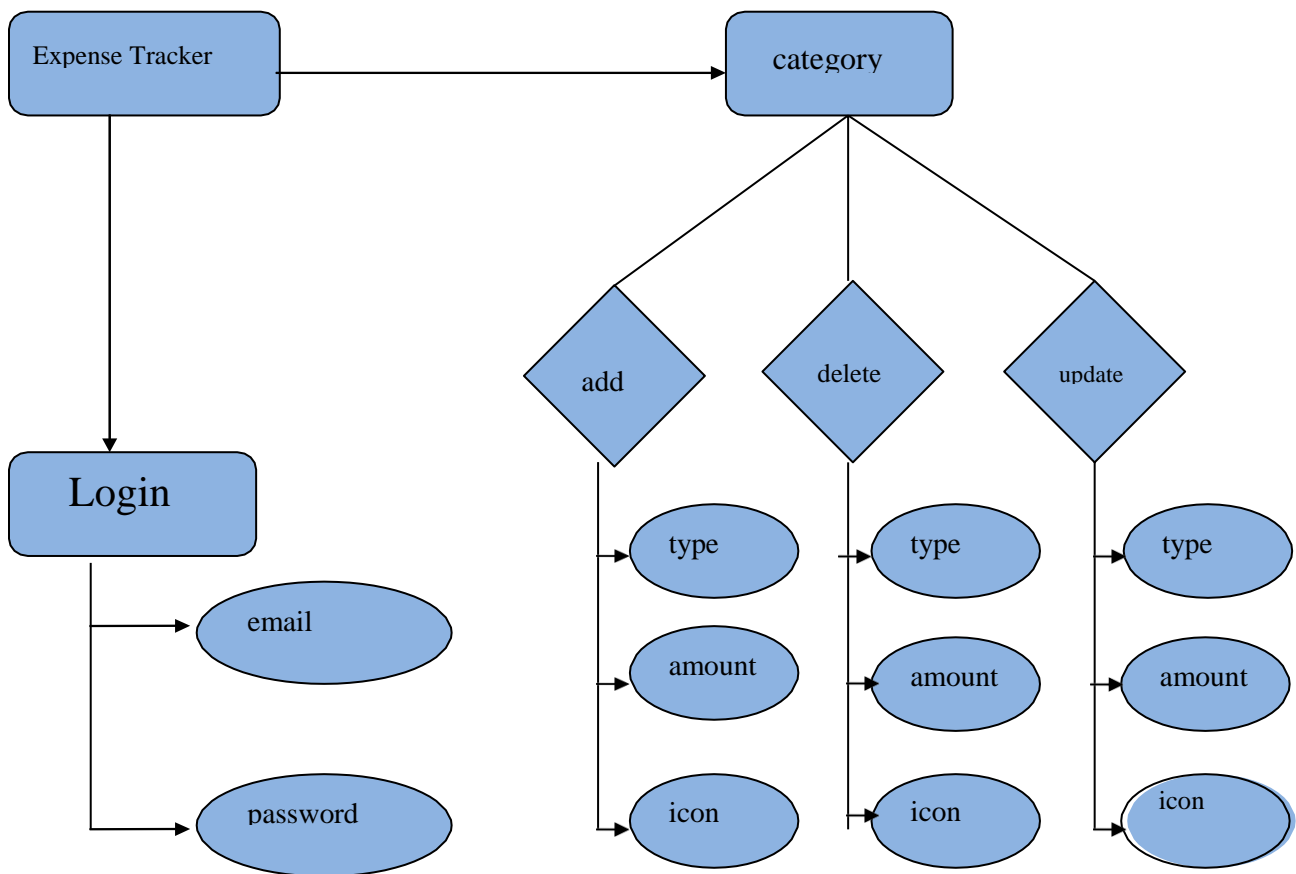 Expense Tracker
category
add
delete
update
Login
type
type
type
email
amount
amount
amount
password
icon
icon
icon